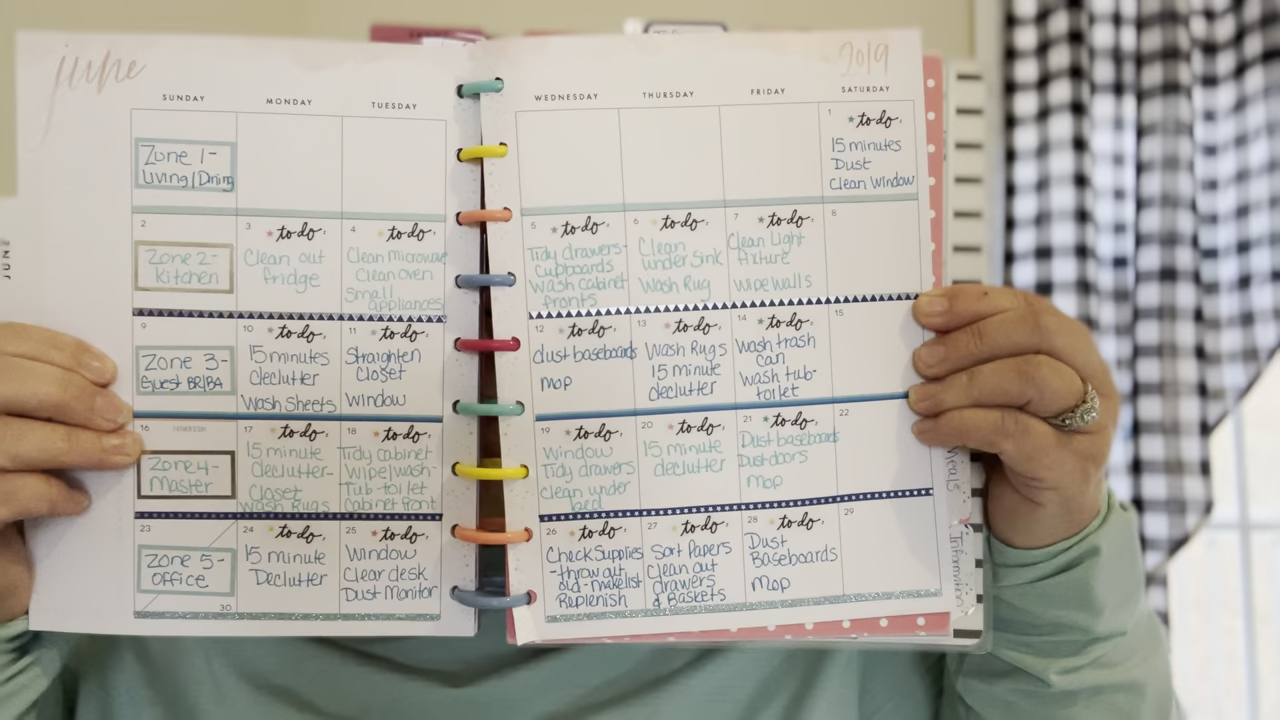 june
2019
SUNDAY
MONDAY
TUESDAY
WEDNESDAY
THURSDAY
FRIDAY
SATURDAY
Zone 1-
Living/Dining
1
to do:
15 minutes
Dust
Clean Window
2
Zone 2-
Kitchen
3
to do:
Clean out
fridge
4
to do:
Clean microwave
Clean oven
Small
appliances
5
to do:
Tidy drawers-
cupboards
wash cabinet
fronts
6
to do:
Clean
under sink
Wash Rug
7
to do:
Clean Light
fixture
wipe walls
8
9
Zone 3-
Guest BR/BA
10
to do:
15 minutes
declutter
Wash Sheets
11
to do:
Straighten
Closet
window
12
to do:
dust baseboards
mop
13
to do:
Wash Rugs
15 minute
declutter
14
to do:
Wash trash
can
wash tub-
toilet
15
16
FATHER'S DAY
Zone 4-
Master
17
to do:
15 minute
declutter-
Closet
Wash Rugs
18
to do:
Tidy cabinet
Wipe/wash-
Tub-toilet
Cabinet front
19
to do:
Window
Tidy drawers
clean under
bed
20
to do:
15 minute
declutter
21
to do:
Dust baseboards
Dust doors
Mop
22
23
Zone 5-
Office
30
24
to do:
15 minute
Declutter
25
to do:
Window
Clear desk
Dust Monitor
26
to do:
Check Supplies
-throw out
old-makelist
Replenish
27
to do:
Sort Papers
Clean out
drawers
& Baskets
28
to do:
Dust
Baseboards
Mop
29
JUNE
Meals
Information